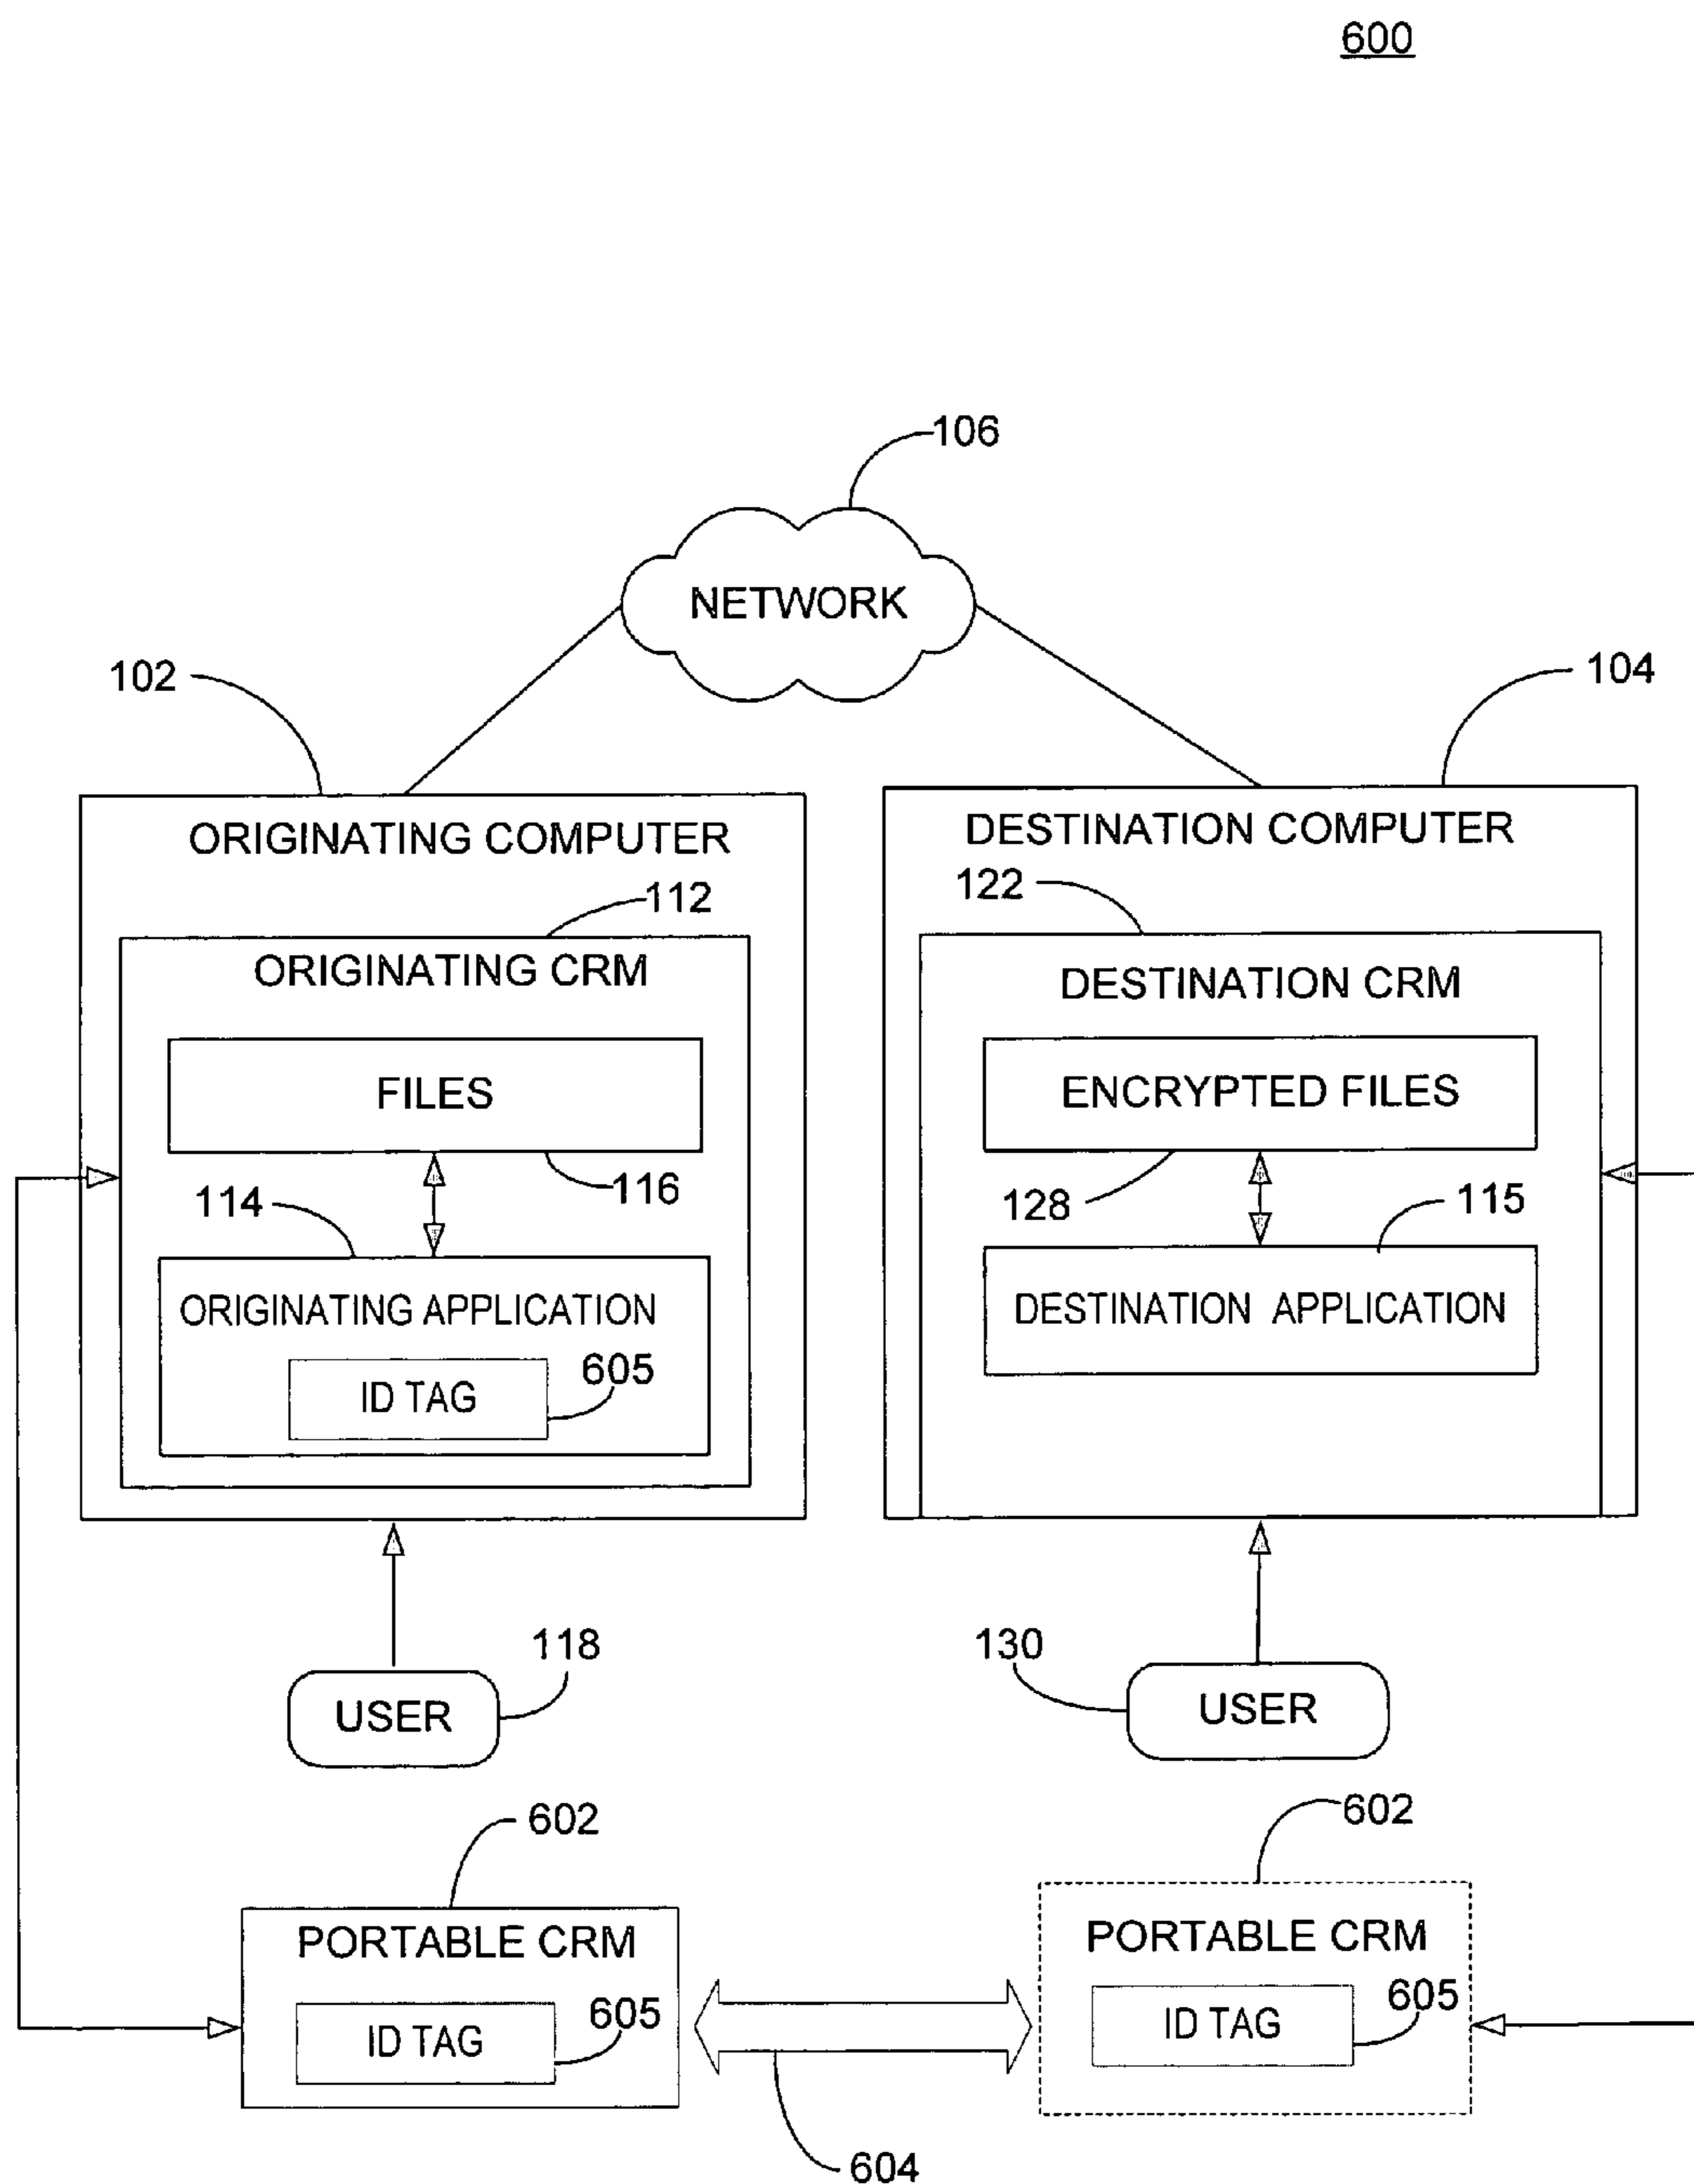 600
106
NETWORK
102
104
ORIGINATING COMPUTER
DESTINATION COMPUTER
112
122
ORIGINATING CRM
DESTINATION CRM
FILES
ENCRYPTED FILES
116
114
128
115
ORIGINATING APPLICATION
DESTINATION APPLICATION
605
ID TAG
118
130
USER
USER
602
602
PORTABLE CRM
PORTABLE CRM
605
605
ID TAG
ID TAG
604